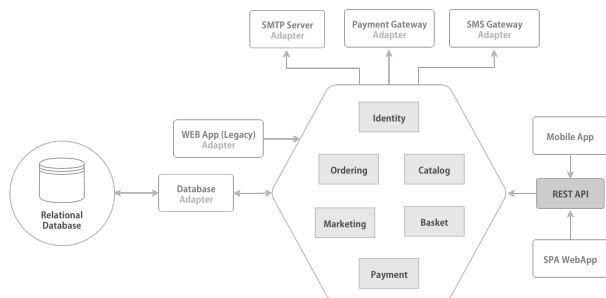 SMTP Server
Adapter
Payment Gateway
Adapter
SMS Gateway
Adapter
Identity
WEB App (Legacy)
Adapter
Mobile App
Ordering
Catalog
Database
Adapter
REST API
Relational
Database
Marketing
Basket
SPA WebApp
Payment